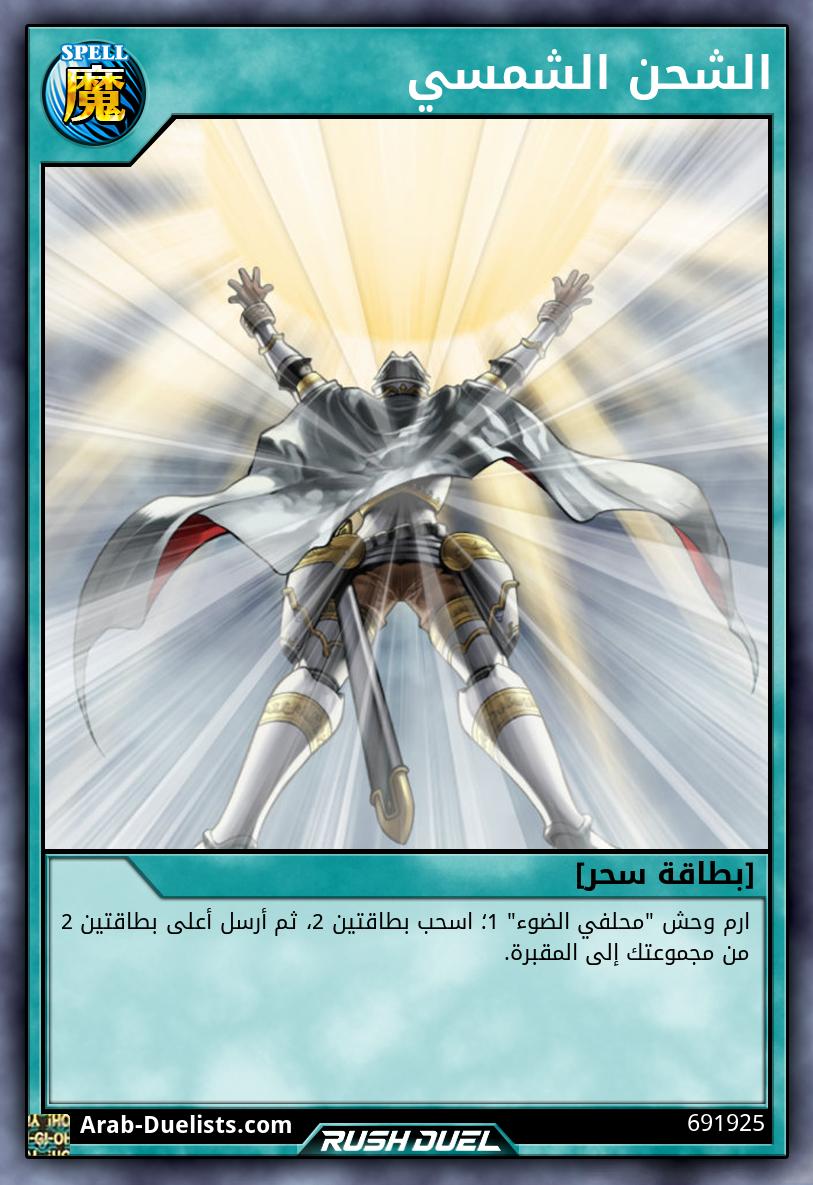 SPELL
魔
الشحن الشمسي
[بطاقة سحر]
ارم وحش "محلفي الضوء" 1؛ اسحب بطاقتين 2، ثم أرسل أعلى بطاقتين 2
من مجموعتك إلى المقبرة.
Arab-Duelists.com
RUSH DUEL
691925